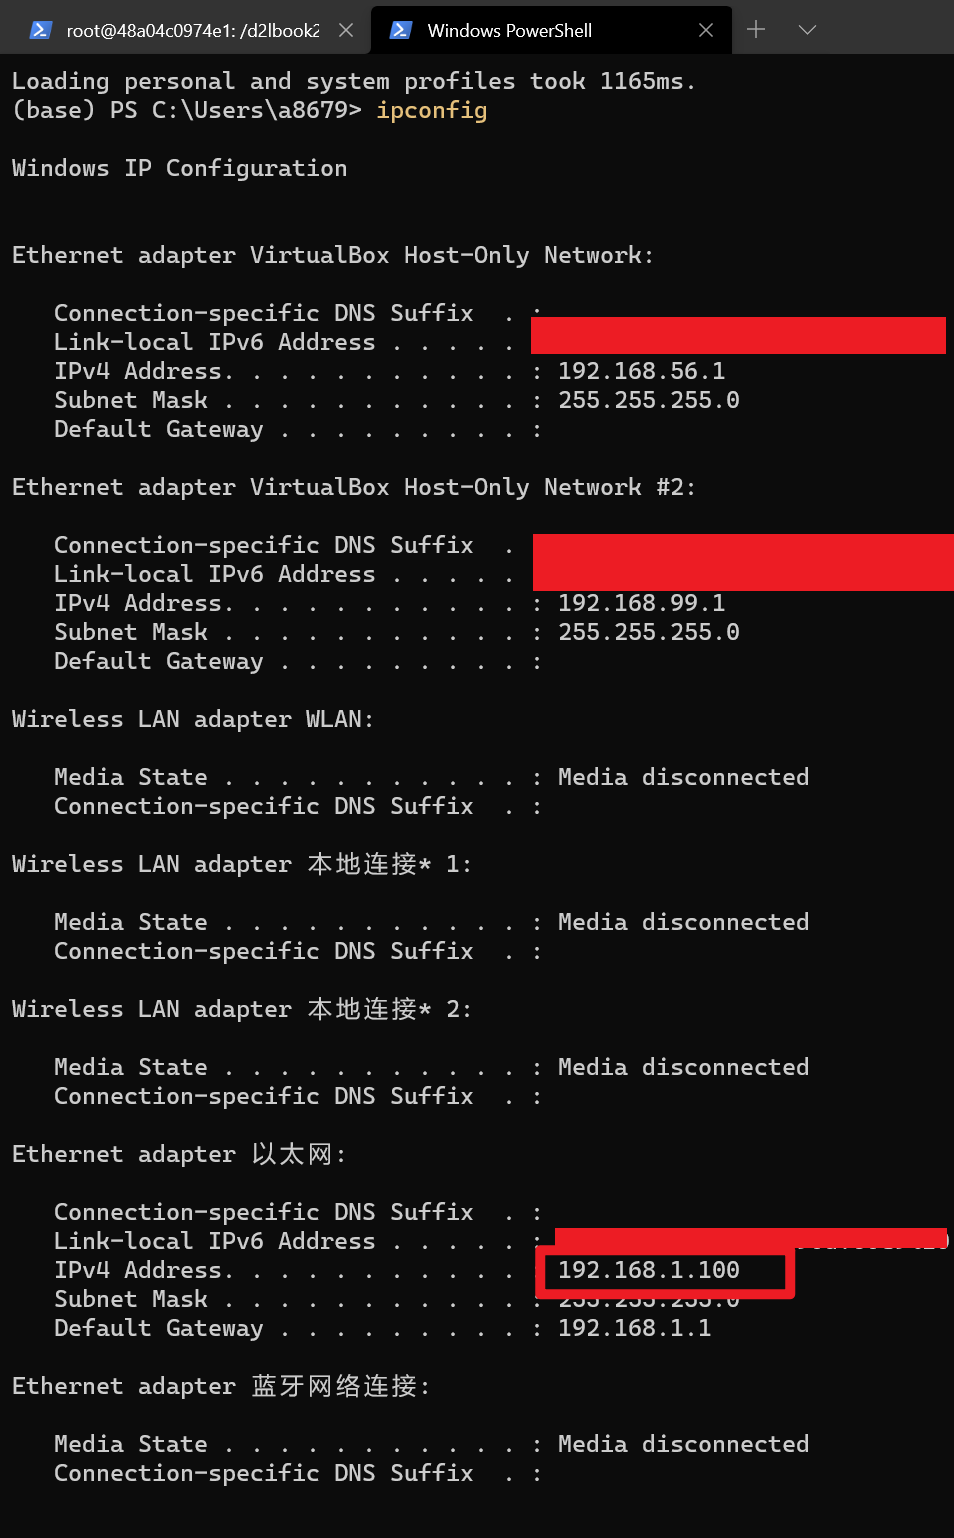 root@48a04c0974e1: /d2lbook2
Windows PowerShell
Loading personal and system profiles took 1165ms.
(base) PS C:\Users\a8679> ipconfig
Windows IP Configuration
Ethernet adapter VirtualBox Host-Only Network:
Connection-specific DNS Suffix  . :
Link-local IPv6 Address . . . . .
IPv4 Address. . . . . . . . . . . : 192.168.56.1
Subnet Mask . . . . . . . . . . . : 255.255.255.0
Default Gateway . . . . . . . . . :
Ethernet adapter VirtualBox Host-Only Network #2:
Connection-specific DNS Suffix  .
Link-local IPv6 Address . . . . .
IPv4 Address. . . . . . . . . . . : 192.168.99.1
Subnet Mask . . . . . . . . . . . : 255.255.255.0
Default Gateway . . . . . . . . . :
Wireless LAN adapter WLAN:
Media State . . . . . . . . . . . : Media disconnected
Connection-specific DNS Suffix  . :
Wireless LAN adapter 本地连接* 1:
Media State . . . . . . . . . . . : Media disconnected
Connection-specific DNS Suffix  . :
Wireless LAN adapter 本地连接* 2:
Media State . . . . . . . . . . . : Media disconnected
Connection-specific DNS Suffix  . :
Ethernet adapter 以太网:
Connection-specific DNS Suffix  . :
Link-local IPv6 Address . . . . . :
IPv4 Address. . . . . . . . . . . 192.168.1.100
Subnet Mask . . . . . . . . . . . : 255.255.255.0
Default Gateway . . . . . . . . . : 192.168.1.1
Ethernet adapter 蓝牙网络连接:
Media State . . . . . . . . . . . : Media disconnected
Connection-specific DNS Suffix  . :